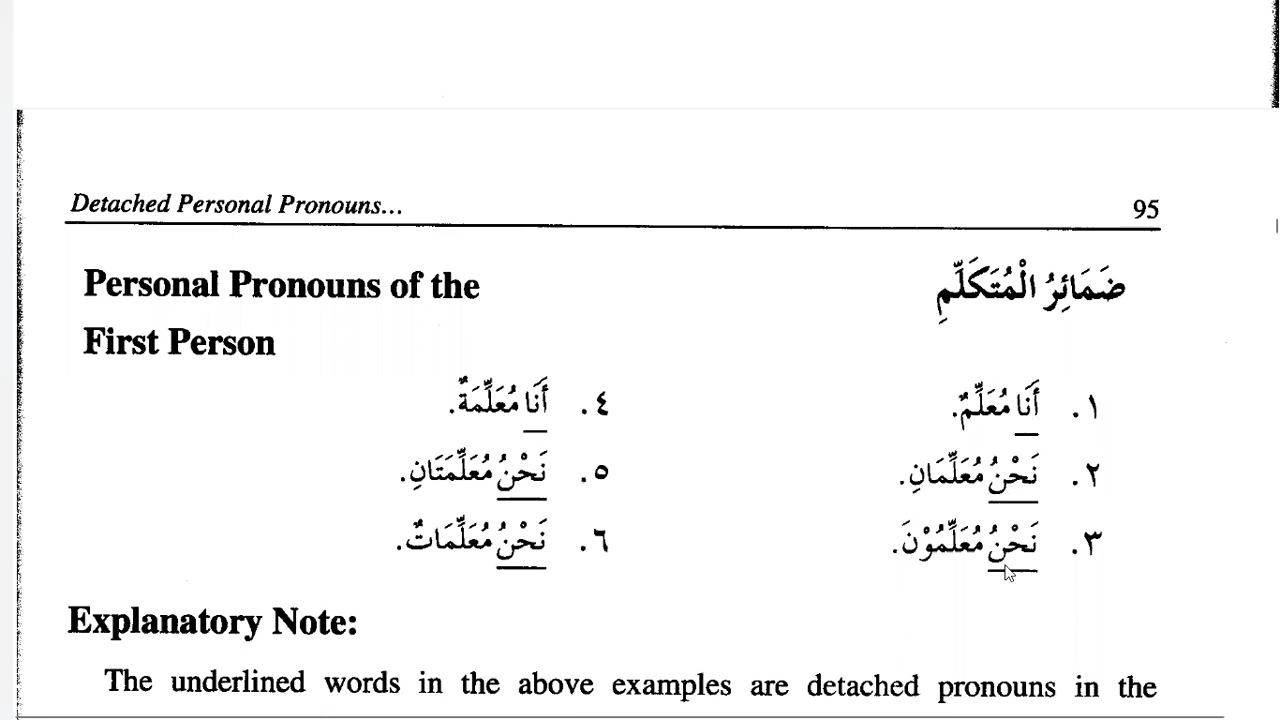 Detached Personal Pronouns... 95
Personal Pronouns of the ضَمَائِرُ الْمُتَكَلِّمِ
First Person
١. أَنَا مُعَلِّمٌ. ٤. أَنَا مُعَلِّمَةٌ.
٢. نَحْنُ مُعَلِّمَانِ. ٥. نَحْنُ مُعَلِّمَتَانِ.
٣. نَحْنُ مُعَلِّمُوْنَ. ٦. نَحْنُ مُعَلِّمَاتٌ.
Explanatory Note:
The underlined words in the above examples are detached pronouns in the